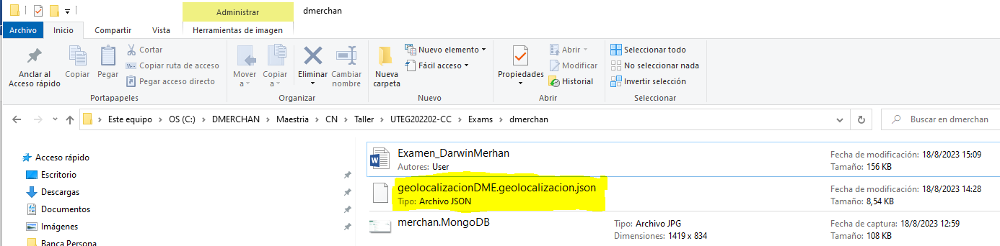 Administrar
dmerchan
Archivo
Inicio
Compartir
Vista
Herramientas de imagen
Anclar al
Acceso rápido
Copiar
Pegar
Cortar
Copiar ruta de acceso
Pegar acceso directo
Portapapeles
Mover
a
Copiar
a
Eliminar
Cambiar
nombre
Organizar
Nueva
carpeta
Nuevo elemento
Fácil acceso
Nuevo
Propiedades
Abrir
Modificar
Historial
Abrir
Seleccionar todo
No seleccionar nada
Invertir selección
Seleccionar
Este equipo > OS (C:) > DMERCHAN > Maestria > CN > Taller > UTEG202202-CC > Exams > dmerchan
Buscar en dmerchan
Acceso rápido
Escritorio
Descargas
Documentos
Imágenes
Banca Persona
Examen_DarwinMerhan
Autores: User
Fecha de modificación: 18/8/2023 15:09
Tamaño: 156 KB
geolocalizacionDME.geolocalizacion.json
Tipo: Archivo JSON
Fecha de modificación: 18/8/2023 14:28
Tamaño: 8,54 KB
merchan.MongoDB
Tipo: Archivo JPG
Dimensiones: 1419 x 834
Fecha de captura: 18/8/2023 12:59
Tamaño: 108 KB